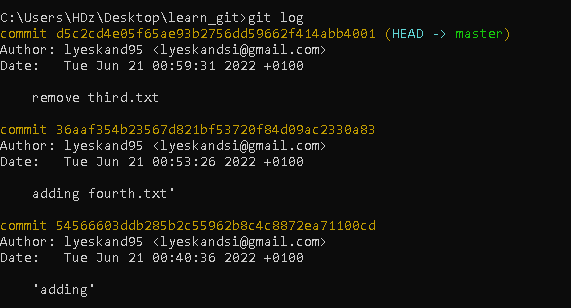 C:\Users\HDz\Desktop\learn_git>git log
commit d5c2cd4e05f65ae93b2756dd59662f414abb4001 (HEAD -> master)
Author: lyeskand95 <lyeskandsi@gmail.com>
Date:   Tue Jun 21 00:59:31 2022 +0100
    remove third.txt
commit 36aaf354b23567d821bf53720f84d09ac2330a83
Author: lyeskand95 <lyeskandsi@gmail.com>
Date:   Tue Jun 21 00:53:26 2022 +0100
    adding fourth.txt'
commit 54566603ddb285b2c55962b8c4c8872ea71100cd
Author: lyeskand95 <lyeskandsi@gmail.com>
Date:   Tue Jun 21 00:40:36 2022 +0100
    'adding'